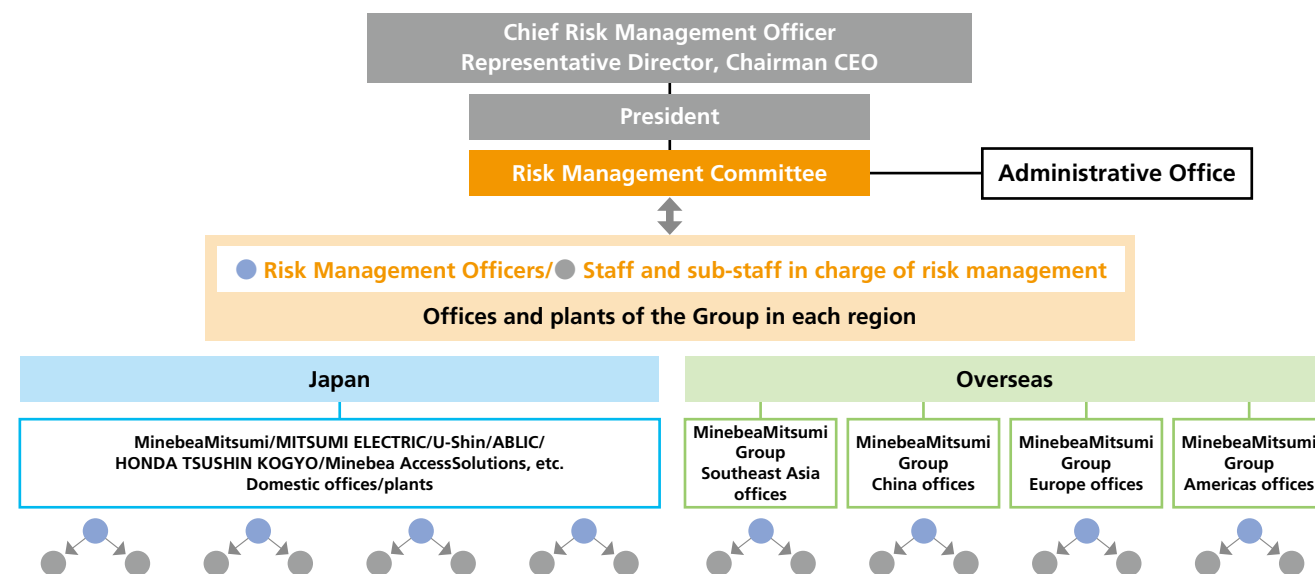 Chief Risk Management Officer
Representative Director, Chairman CEO
President
Risk Management Committee
Administrative Office
Risk Management Officers/ Staff and sub-staff in charge of risk management
Offices and plants of the Group in each region
Japan
Overseas
MinebeaMitsumi/MITSUMI ELECTRIC/U-Shin/ABLIC/
HONDA TSUSHIN KOGYO/Minebea AccessSolutions, etc.
Domestic offices/plants
MinebeaMitsumi
Group
Southeast Asia
offices
MinebeaMitsumi
Group
China offices
MinebeaMitsumi
Group
Europe offices
MinebeaMitsumi
Group
Americas offices